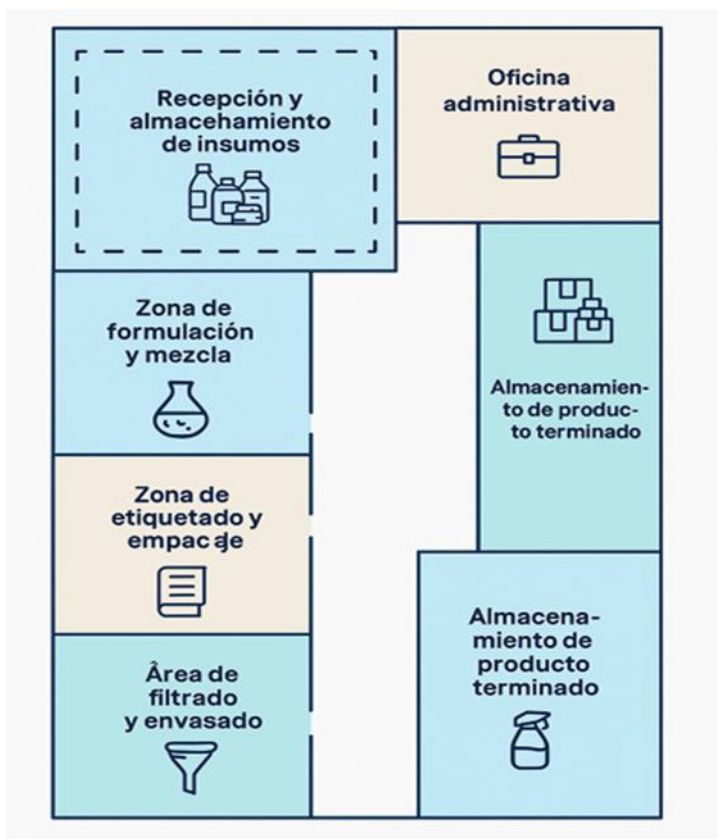 Recepción y
almacehamiento
de insumos
Oficina
administrativa
Zona de
formulación
y mezcla
Almacenamien-
to de produc-
to terminado
Zona de
etiquetado y
empacaje
Almacena-
miento de
producto
terminado
Ârea de
filtrado
y envasado